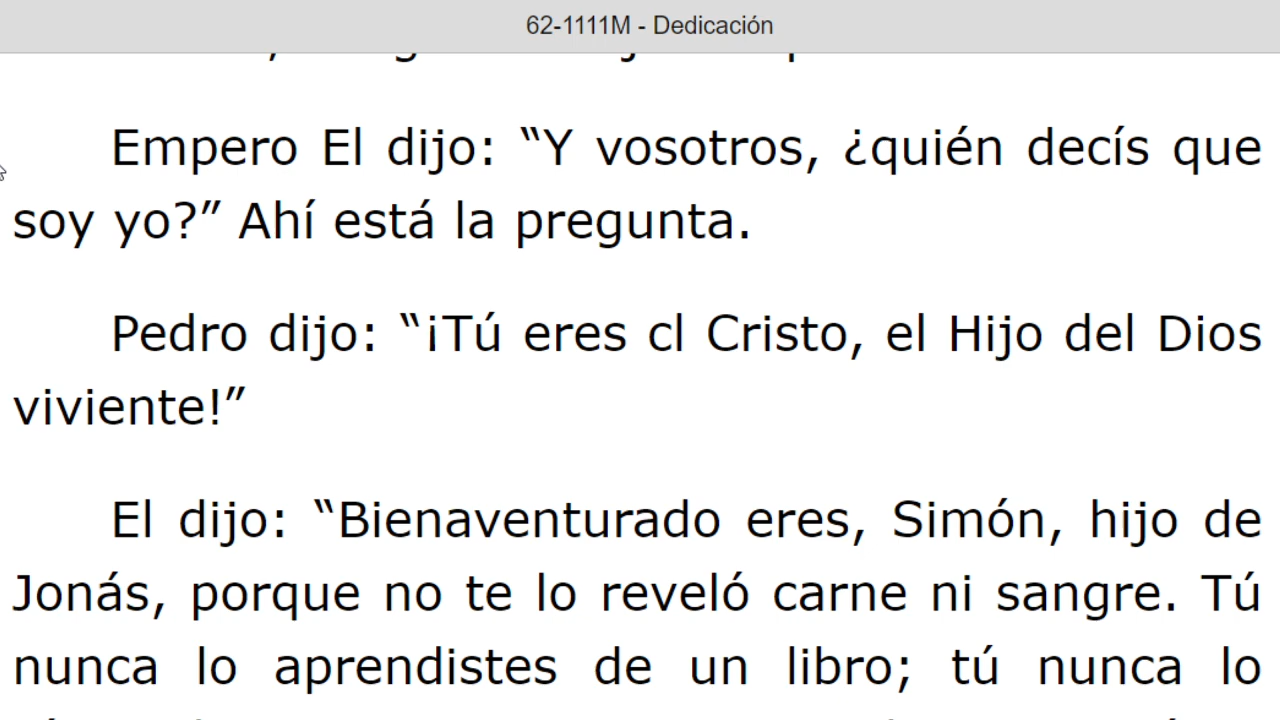 62-1111M - Dedicación
Empero El dijo: “Y vosotros, ¿quién decís que
soy yo?” Ahí está la pregunta.
Pedro dijo: “¡Tú eres cl Cristo, el Hijo del Dios
viviente!”
El dijo: “Bienaventurado eres, Simón, hijo de
Jonás, porque no te lo reveló carne ni sangre. Tú
nunca lo aprendistes de un libro; tú nunca lo